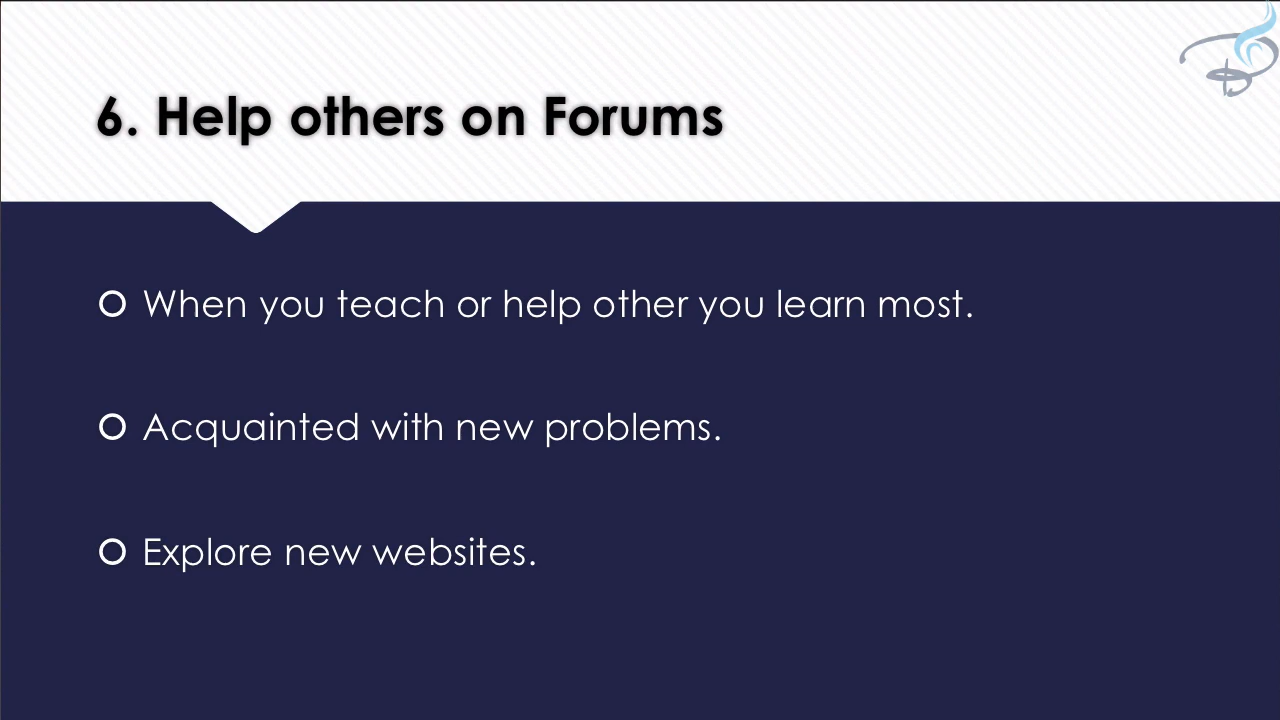 6. Help others on Forums
When you teach or help other you learn most.
Acquainted with new problems.
Explore new websites.